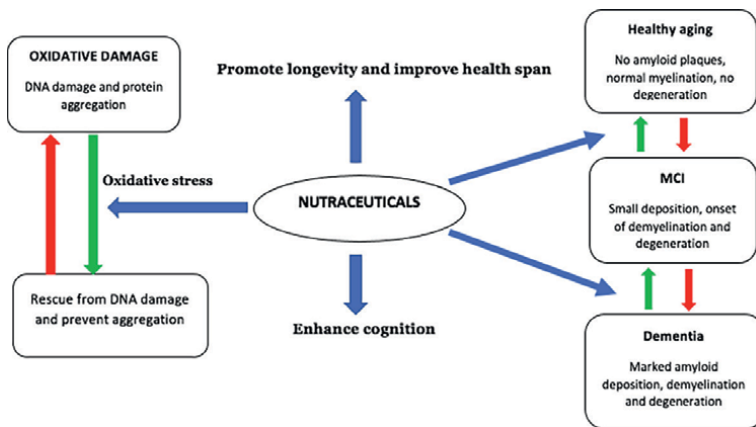 OXIDATIVE DAMAGE
DNA damage and protein
aggregation
Oxidative stress
Rescue from DNA damage
and prevent aggregation
Promote longevity and improve health span
NUTRACEUTICALS
Enhance cognition
Healthy aging
No amyloid plaques,
normal myelination, no
degeneration
MCI
Small deposition, onset
of demyelination and
degeneration
Dementia
Marked amyloid
deposition, demyelination
and degeneration